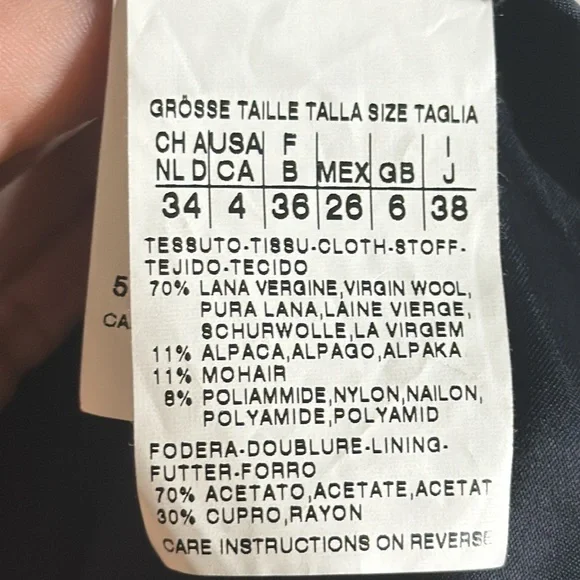 GRÖSSE TAILLE TALLA SIZE TAGLIA
CH A USA F I
NL D CA B MEX GB J
34 4 36 26 6 38
TESSUTO-TISSU-CLOTH-STOFF-
TEJIDO-TECIDO
70% LANA VERGINE,VIRGIN WOOL,
PURA LANA,LAINE VIERGE,
SCHURWOLLE,LA VIRGEM
11% ALPACA,ALPAGO,ALPAKA
11% MOHAIR
8% POLIAMMIDE,NYLON,NAILON,
POLYAMIDE,POLYAMID
FODERA-DOUBLURE-LINING-
FUTTER-FORRO
70% ACETATO,ACETATE,ACETAT
30% CUPRO,RAYON
CARE INSTRUCTIONS ON REVERSE
5
CA